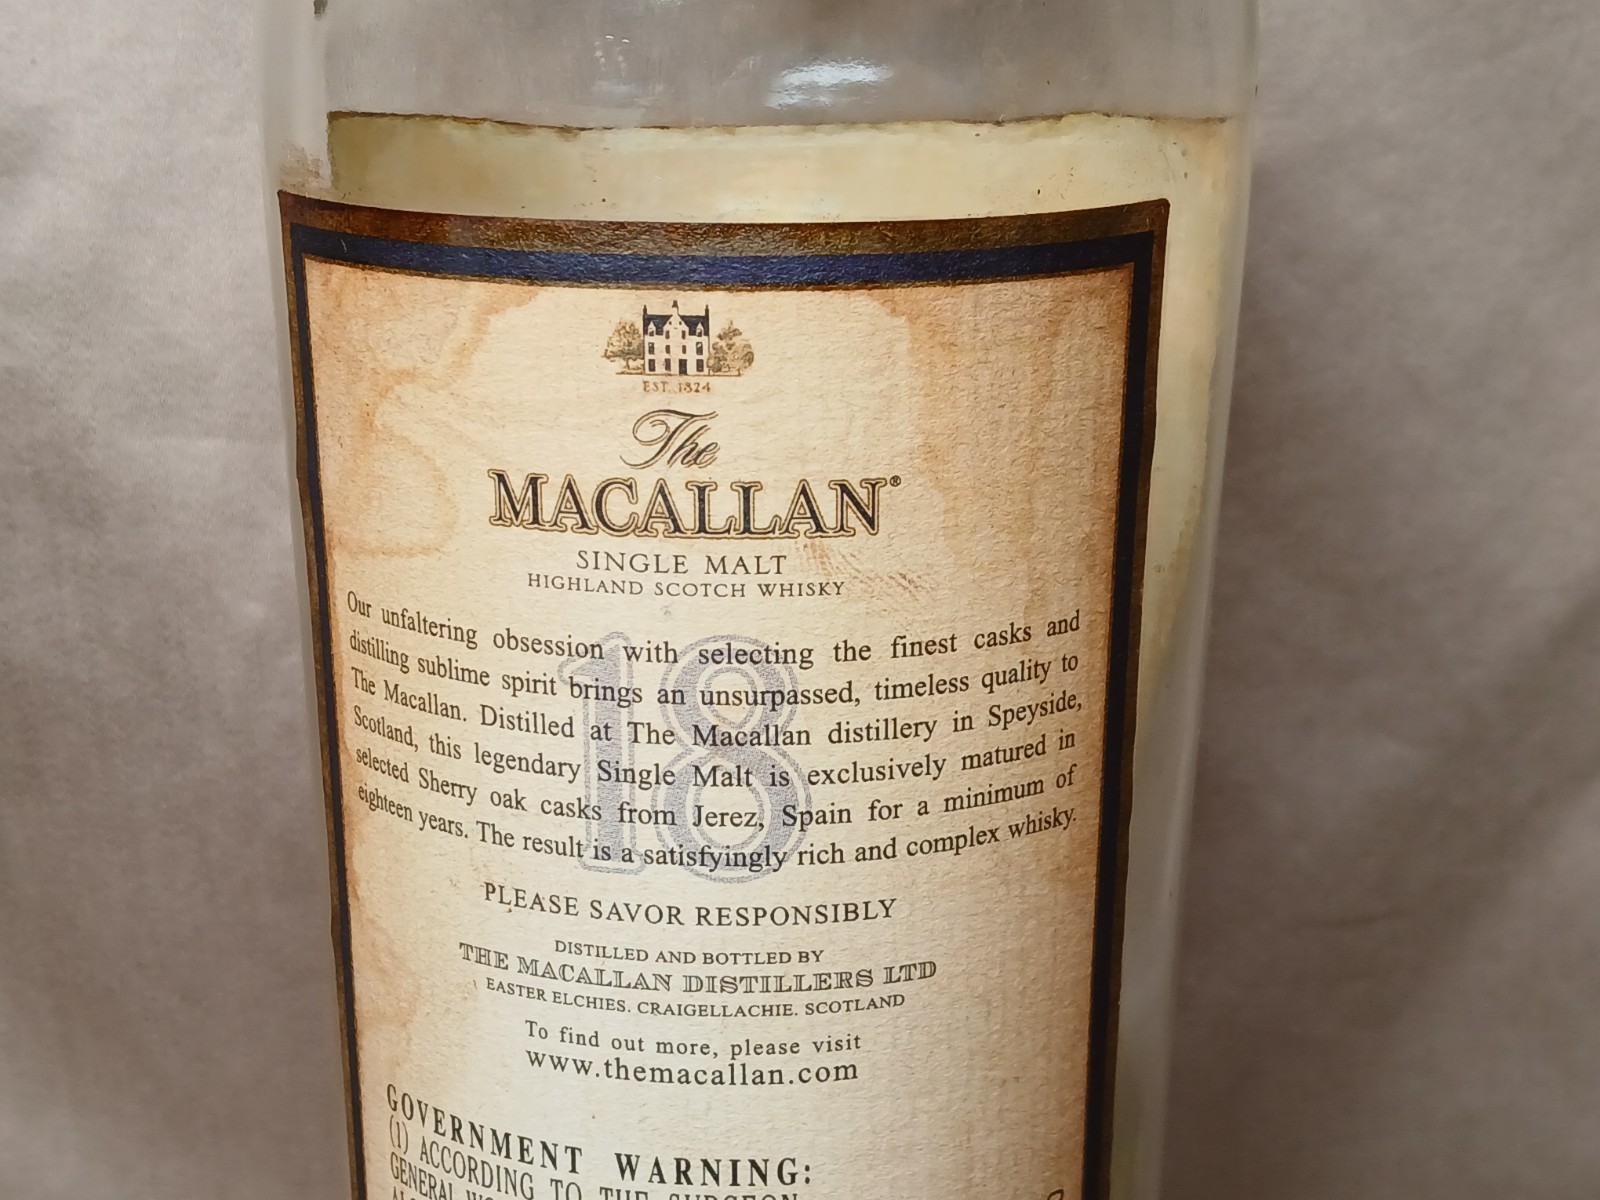 EST. 1824
The
MACALLAN®
SINGLE MALT
HIGHLAND SCOTCH WHISKY
18
Our unfaltering obsession with selecting the finest casks and
distilling sublime spirit brings an unsurpassed, timeless quality to
The Macallan. Distilled at The Macallan distillery in Speyside,
Scotland, this legendary Single Malt is exclusively matured in
selected Sherry oak casks from Jerez, Spain for a minimum of
eighteen years. The result is a satisfyingly rich and complex whisky.
PLEASE SAVOR RESPONSIBLY
DISTILLED AND BOTTLED BY
THE MACALLAN DISTILLERS LTD
EASTER ELCHIES. CRAIGELLACHIE. SCOTLAND
To find out more, please visit
www.themacallan.com
GOVERNMENT WARNING:
(1) ACCORDING TO THE SURGEON
GENERAL